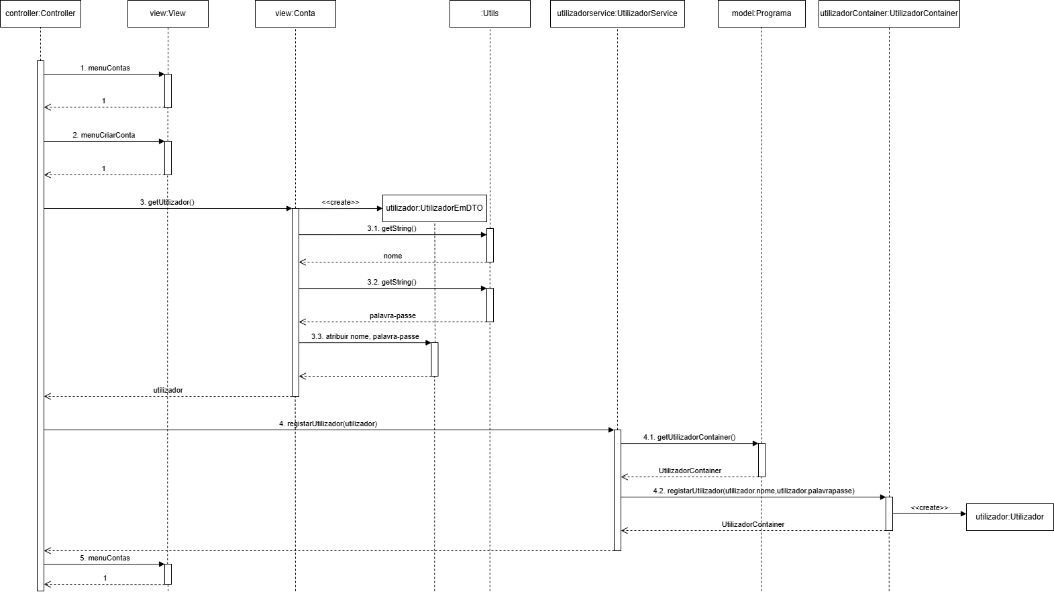 controller:Controller
view:View
view:Conta
:Utils
utilizadorservice:UtilizadorService
model:Programa
utilizadorContainer:UtilizadorContainer
1. menuContas
1
2. menuCriarConta
1
3. getUtilizador()
<<create>>
utilizador:UtilizadorEmDTO
3.1. getString()
nome
3.2. getString()
palavra-passe
3.3. atribuir nome, palavra-passe
utilizador
4. registarUtilizador(utilizador)
4.1. getUtilizadorContainer()
UtilizadorContainer
4.2. registarUtilizador(utilizador.nome,utilizador.palavrapasse)
<<create>>
utilizador:Utilizador
UtilizadorContainer
5. menuContas
1